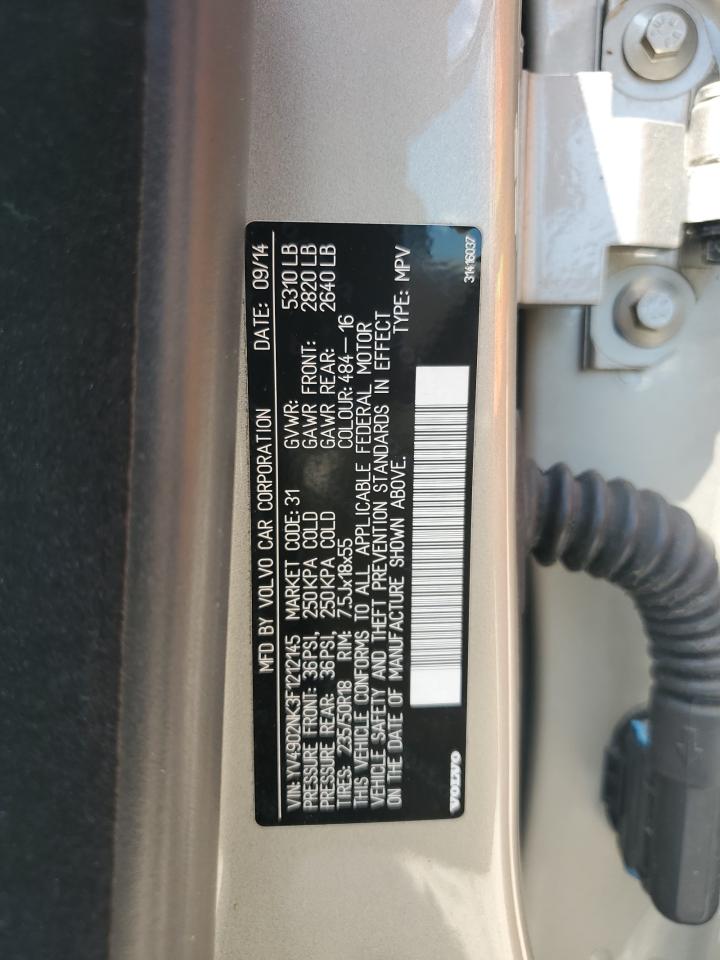 MFD BY VOLVO CAR CORPORATION DATE: 09/14
VIN: YV4902NK3F1212145 MARKET CODE: 31 GVWR: 5310 LB
PRESSURE FRONT: 36PSI, 250KPA COLD GAWR FRONT: 2820 LB
PRESSURE REAR: 36PSI, 250KPA COLD GAWR REAR: 2640 LB
TIRES: 235/50R18 RIM: 7,5Jx18x55 COLOUR: 484-16
THIS VEHICLE CONFORMS TO ALL APPLICABLE FEDERAL MOTOR
VEHICLE SAFETY AND THEFT PREVENTION STANDARDS IN EFFECT
ON THE DATE OF MANUFACTURE SHOWN ABOVE. TYPE: MPV
VOLVO 31416037